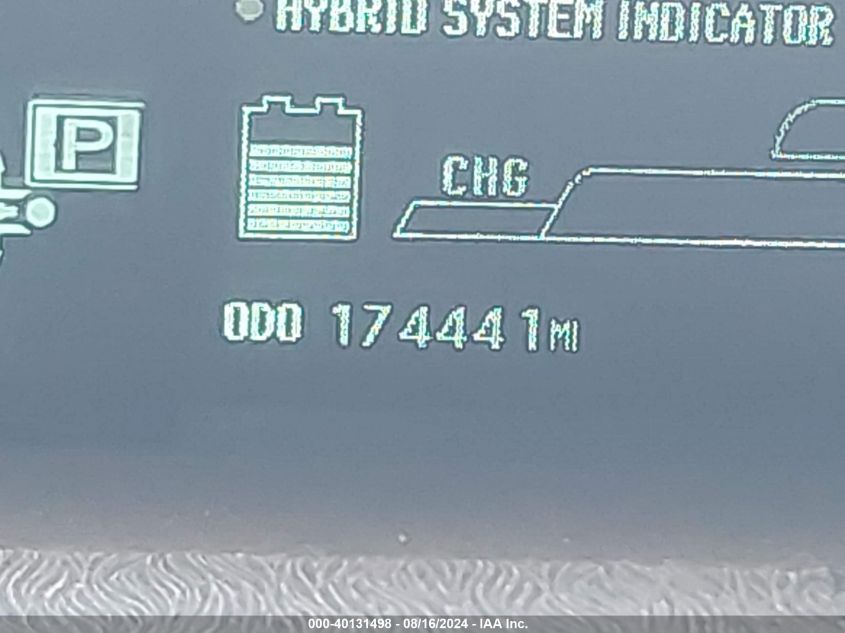 HYBRID SYSTEM INDICATOR
P
CHG
ODO 174441MI
000-40131498 - 08/16/2024 - IAA Inc.